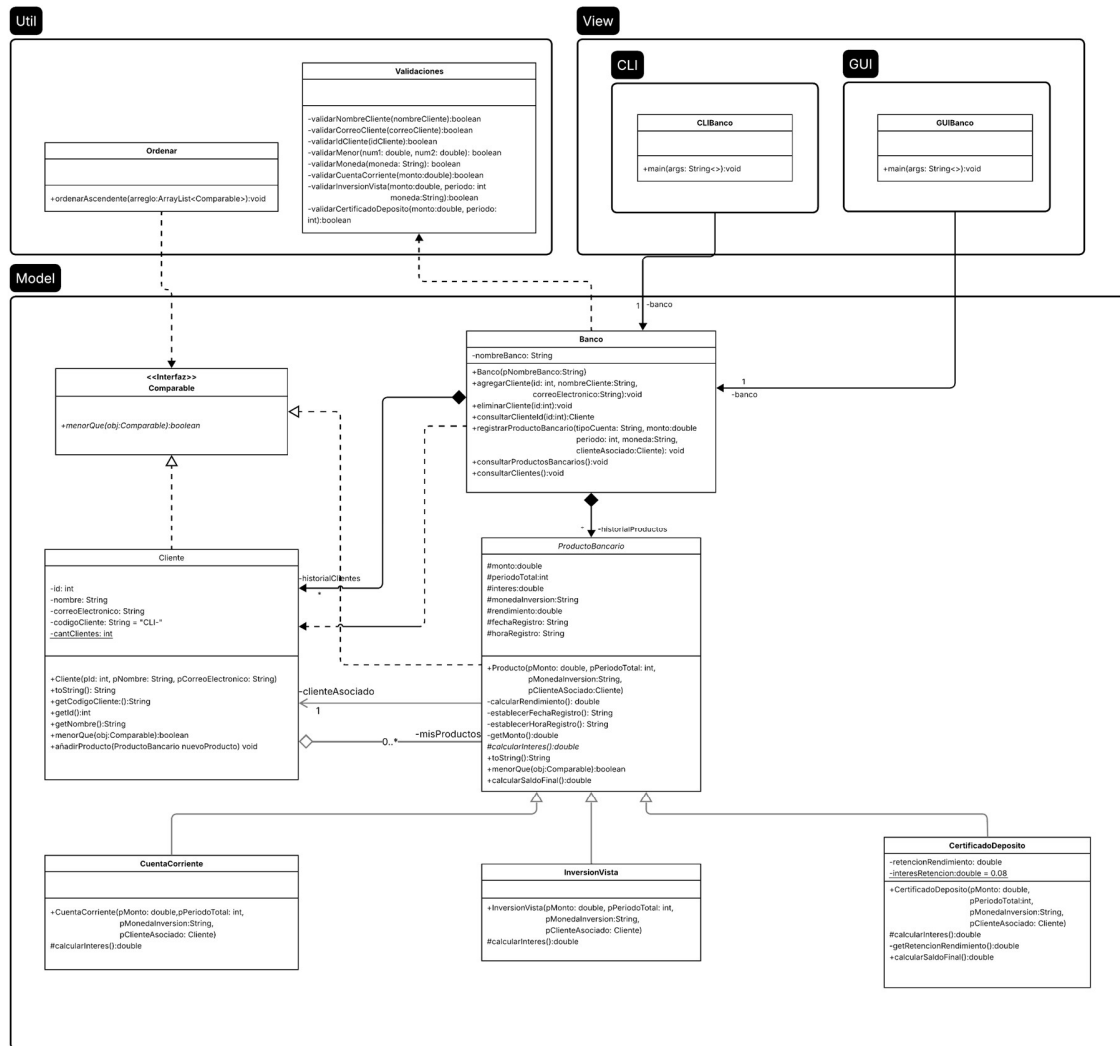 Util
Validaciones
-validarNombreCliente(nombreCliente):boolean
-validarCorreoCliente(correoCliente):boolean
-validarIdCliente(idCliente):boolean
-validarMenor(num1: double, num2: double): boolean
-validarMoneda(moneda: String): boolean
-validarCuentaCorriente(monto:double):boolean
-validarInversionVista(monto:double, periodo: int
moneda:String):boolean
-validarCertificadoDeposito(monto:double, periodo:
int):boolean
Ordenar
+ordenarAscendente(arreglo:ArrayList<Comparable>):void
View
CLI
CLIBanco
+main(args: String<>):void
GUI
GUIBanco
+main(args: String<>):void
Model
1 -banco
1
-banco
Banco
-nombreBanco: String
+Banco(pNombreBanco:String)
+agregarCliente(id: int, nombreCliente:String,
correoElectronico:String):void
+eliminarCliente(id:int):void
+consultarClienteId(id:int):Cliente
+registrarProductoBancario(tipoCuenta: String, monto:double
periodo: int, moneda:String,
clienteAsociado:Cliente): void
+consultarProductosBancarios():void
+consultarClientes():void
<<Interfaz>>
Comparable
+menorQue(obj:Comparable):boolean
* -historialProductos
Cliente
-id: int
-nombre: String
-correoElectronico: String
-codigoCliente: String = "CLI-"
-cantClientes: int
+Cliente(pId: int, pNombre: String, pCorreoElectronico: String)
+toString(): String
+getCodigoCliente:():String
+getId():int
+getNombre():String
+menorQue(obj:Comparable):boolean
+añadirProducto(ProductoBancario nuevoProducto) void
-historialClientes
*
ProductoBancario
#monto:double
#periodoTotal:int
#interes:double
#monedaInversion:String
#rendimiento:double
#fechaRegistro: String
#horaRegistro: String
+Producto(pMonto: double, pPeriodoTotal: int,
pMonedaInversion:String,
pClienteASociado:Cliente)
-calcularRendimiento(): double
-establecerFechaRegistro(): String
-establecerHoraRegistro(): String
-getMonto():double
#calcularInteres():double
+toString():String
+menorQue(obj:Comparable):boolean
+calcularSaldoFinal():double
-clienteAsociado
1
-misProductos
0..*
CuentaCorriente
+CuentaCorriente(pMonto: double,pPeriodoTotal: int,
pMonedaInversion:String,
pClienteAsociado: Cliente)
#calcularInteres():double
InversionVista
+InversionVista(pMonto: double, pPeriodoTotal: int,
pMonedaInversion:String,
pClienteAsociado: Cliente)
#calcularInteres():double
CertificadoDeposito
-retencionRendimiento: double
-interesRetencion:double = 0.08
+CertificadoDeposito(pMonto: double,
pPeriodoTotal:int,
pMonedaInversion:String,
pClienteAsociado: Cliente)
#calcularInteres():double
-getRetencionRendimiento():double
+calcularSaldoFinal():double